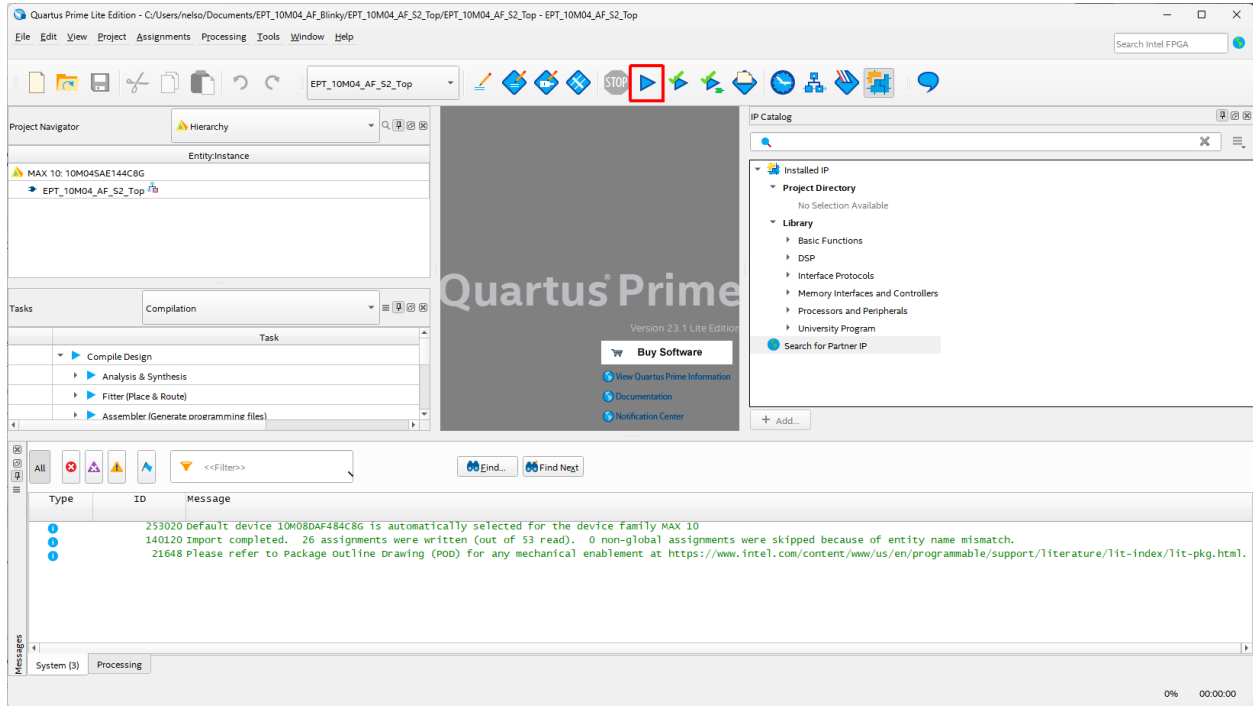 Quartus Prime Lite Edition - C:/Users/nelso/Documents/EPT_10M04_AF_Blinky/EPT_10M04_AF_S2_Top/EPT_10M04_AF_S2_Top - EPT_10M04_AF_S2_Top
File Edit View Project Assignments Processing Tools Window Help
Search Intel FPGA
EPT_10M04_AF_S2_Top
STOP
Project Navigator
Hierarchy
Entity:Instance
MAX 10: 10M04SAE144C8G
EPT_10M04_AF_S2_Top
Tasks
Compilation
Task
Compile Design
Analysis & Synthesis
Fitter (Place & Route)
Assembler (Generate programming files)
Quartus Prime
Version 23.1 Lite Edition
Buy Software
View Quartus Prime Information
Documentation
Notification Center
IP Catalog
Installed IP
Project Directory
No Selection Available
Library
Basic Functions
DSP
Interface Protocols
Memory Interfaces and Controllers
Processors and Peripherals
University Program
Search for Partner IP
+ Add...
All
<<Filter>>
Find...
Find Next
Type ID Message
253020 Default device 10M08DAF484C8G is automatically selected for the device family MAX 10
140120 Import completed. 26 assignments were written (out of 53 read). 0 non-global assignments were skipped because of entity name mismatch.
21648 Please refer to Package Outline Drawing (POD) for any mechanical enablement at https://www.intel.com/content/www/us/en/programmable/support/literature/lit-index/lit-pkg.html.
Messages
System (3) Processing
0% 00:00:00